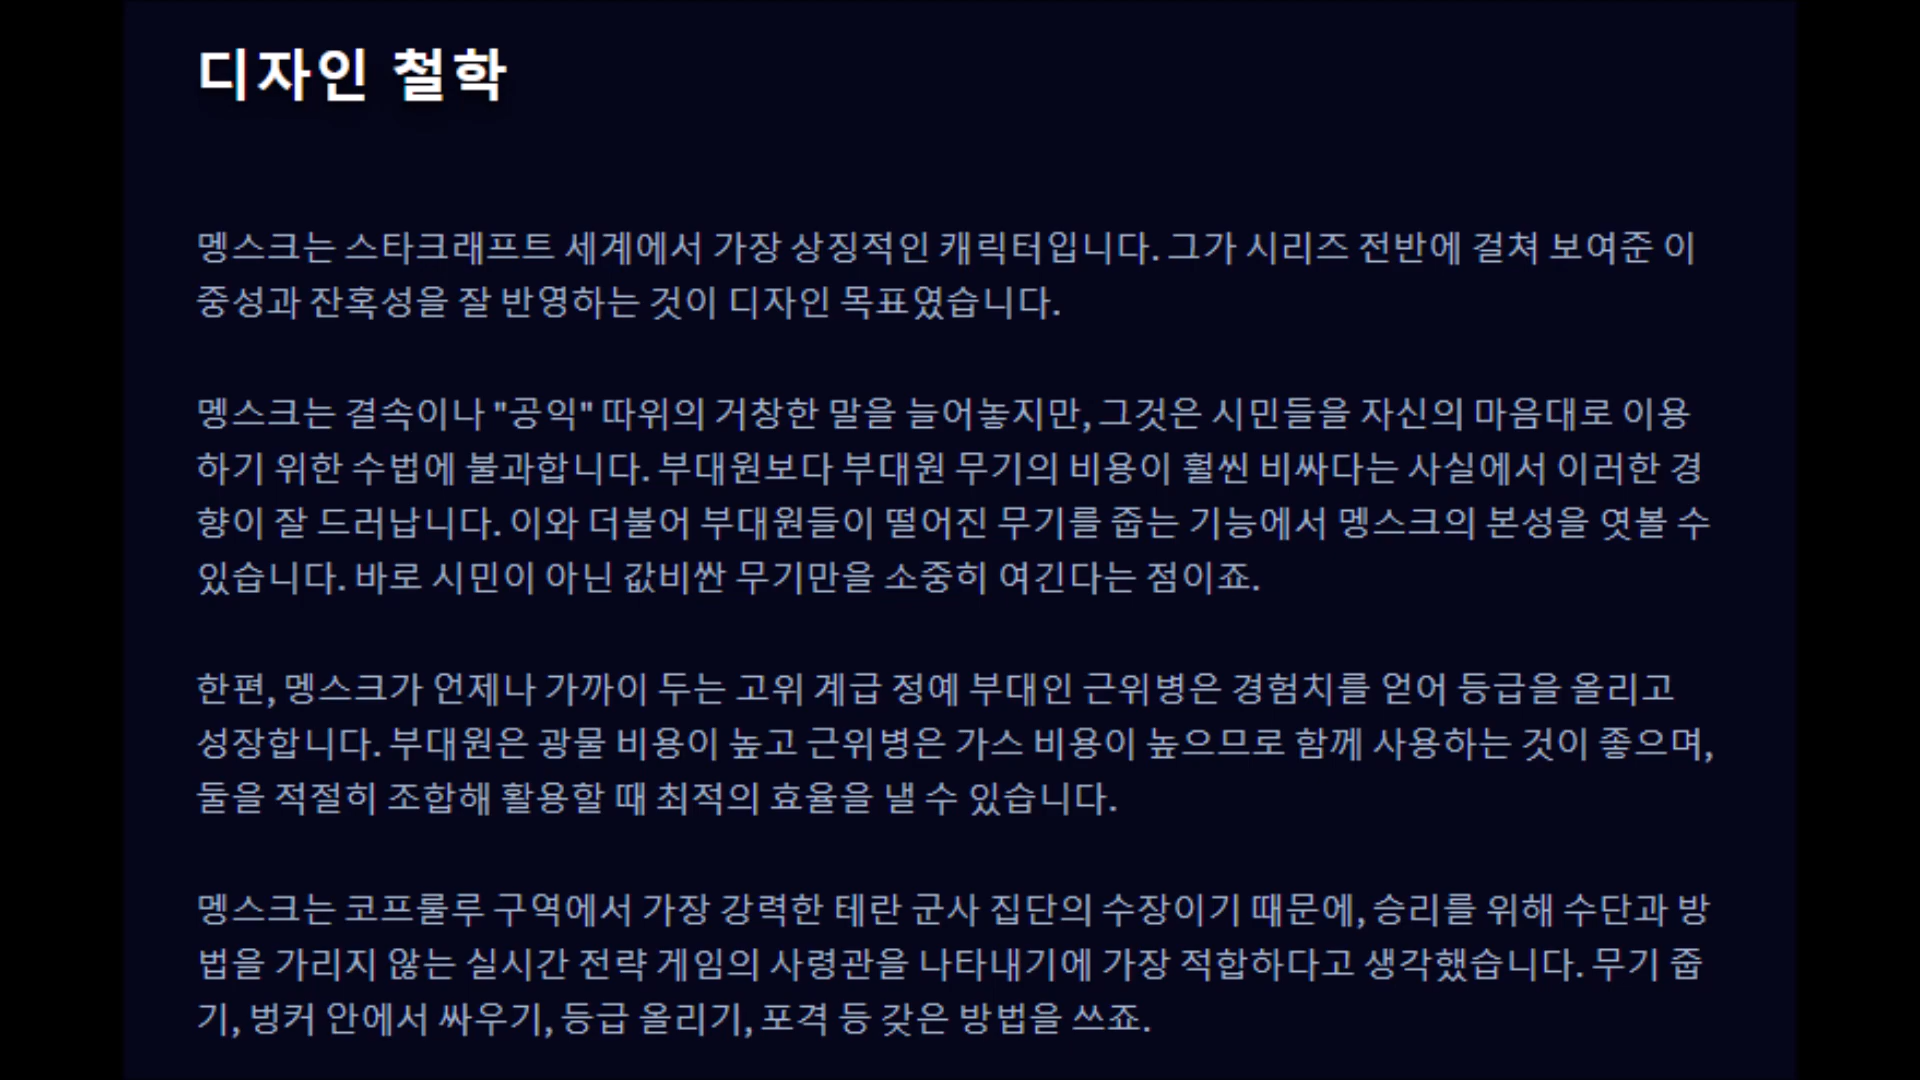 디자인 철학
멩스크는 스타크래프트 세계에서 가장 상징적인 캐릭터입니다. 그가 시리즈 전반에 걸쳐 보여준 이
중성과 잔혹성을 잘 반영하는 것이 디자인 목표였습니다.
멩스크는 결속이나 "공익" 따위의 거창한 말을 늘어놓지만, 그것은 시민들을 자신의 마음대로 이용
하기 위한 수법에 불과합니다. 부대원보다 부대원 무기의 비용이 훨씬 비싸다는 사실에서 이러한 경
향이 잘 드러납니다. 이와 더불어 부대원들이 떨어진 무기를 줍는 기능에서 멩스크의 본성을 엿볼 수
있습니다. 바로 시민이 아닌 값비싼 무기만을 소중히 여긴다는 점이죠.
한편, 멩스크가 언제나 가까이 두는 고위 계급 정예 부대인 근위병은 경험치를 얻어 등급을 올리고
성장합니다. 부대원은 광물 비용이 높고 근위병은 가스 비용이 높으므로 함께 사용하는 것이 좋으며,
둘을 적절히 조합해 활용할 때 최적의 효율을 낼 수 있습니다.
멩스크는 코프룰루 구역에서 가장 강력한 테란 군사 집단의 수장이기 때문에, 승리를 위해 수단과 방
법을 가리지 않는 실시간 전략 게임의 사령관을 나타내기에 가장 적합하다고 생각했습니다. 무기 줍
기, 벙커 안에서 싸우기, 등급 올리기, 포격 등 갖은 방법을 쓰죠.